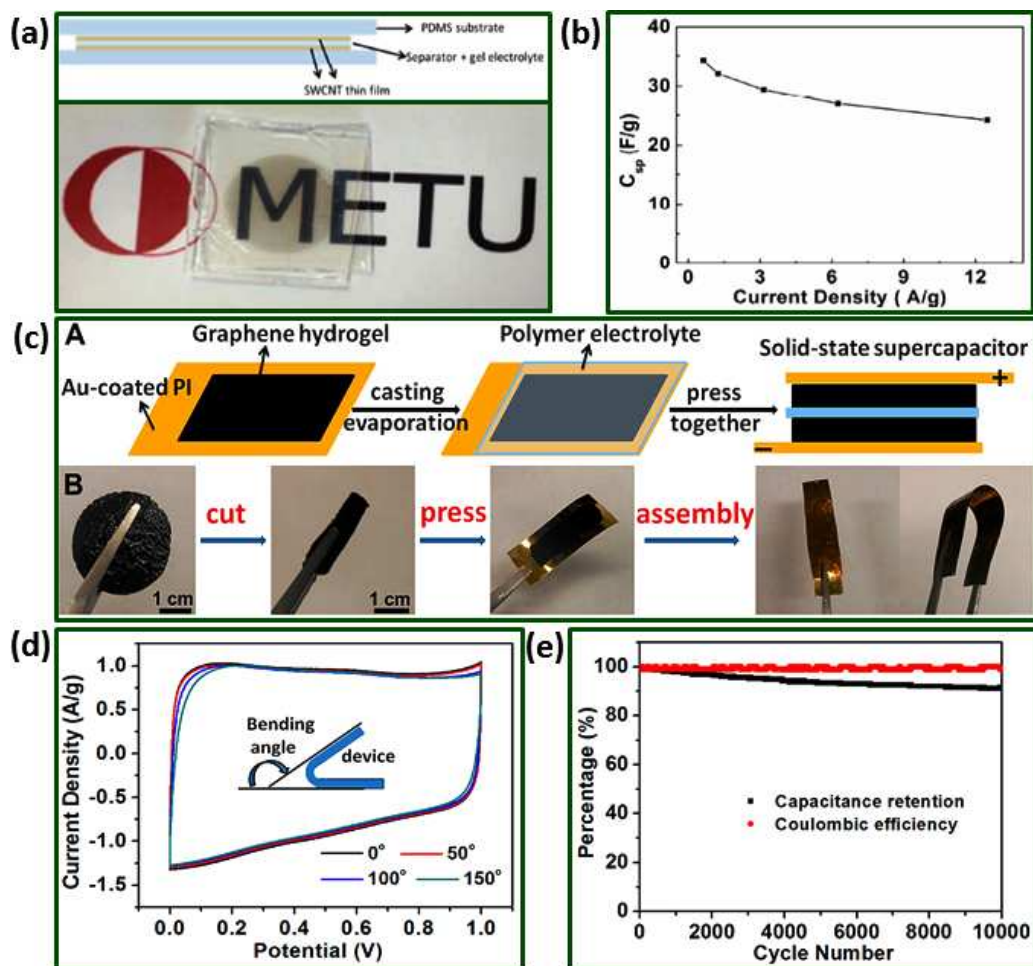 (a)
PDMS substrate
Separator + gel electrolyte
SWCNT thin film
METU
(b)
C_sp (F/g)
40
30
20
10
0
0 3 6 9 12
Current Density ( A/g)
(c)
A
Graphene hydrogel
Polymer electrolyte
Solid-state supercapacitor
Au-coated PI
casting
evaporation
press
together
+
−
B
cut
press
assembly
1 cm
1 cm
(d)
Current Density (A/g)
1.0
0.5
0.0
-0.5
-1.0
-1.5
Bending
angle
device
0° 50°
100° 150°
0.0 0.2 0.4 0.6 0.8 1.0
Potential (V)
(e)
Percentage (%)
100
80
60
40
20
0
Capacitance retention
Coulombic efficiency
0 2000 4000 6000 8000 10000
Cycle Number